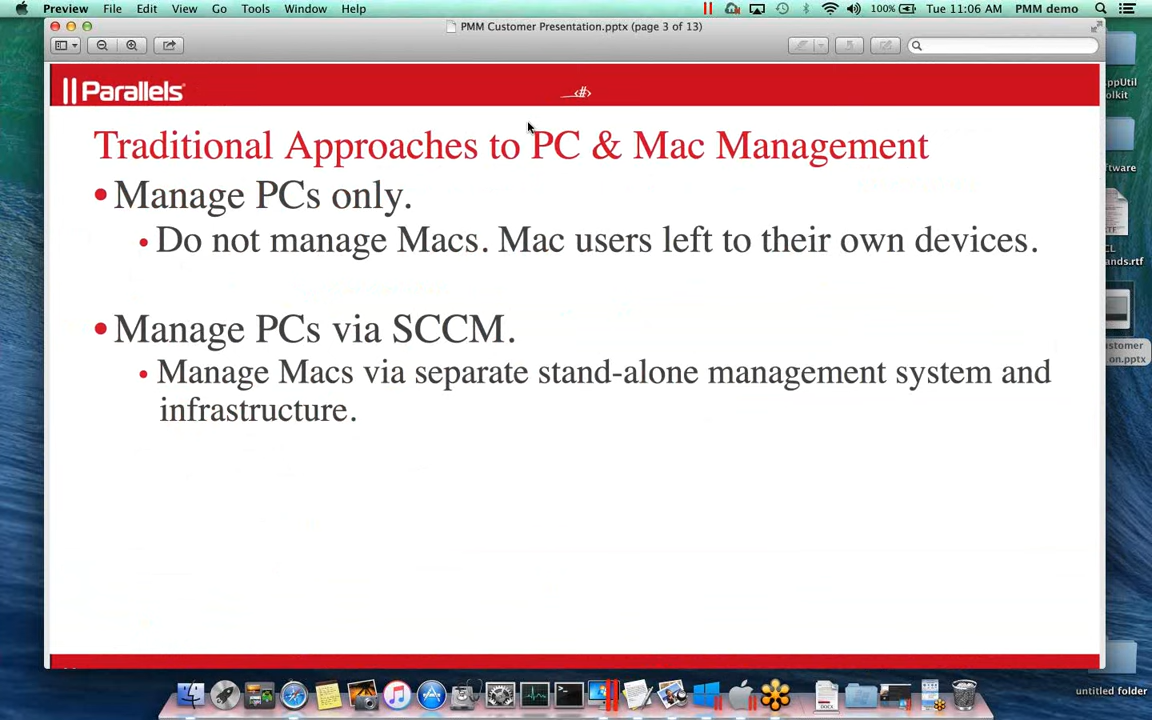 Preview File Edit View Go Tools Window Help 100% Tue 11:06 AM PMM demo
PMM Customer Presentation.pptx (page 3 of 13)
Parallels®
‹#›
Traditional Approaches to PC & Mac Management
• Manage PCs only.
• Do not manage Macs. Mac users left to their own devices.
• Manage PCs via SCCM.
• Manage Macs via separate stand-alone management system and
infrastructure.
untitled folder
DOCX